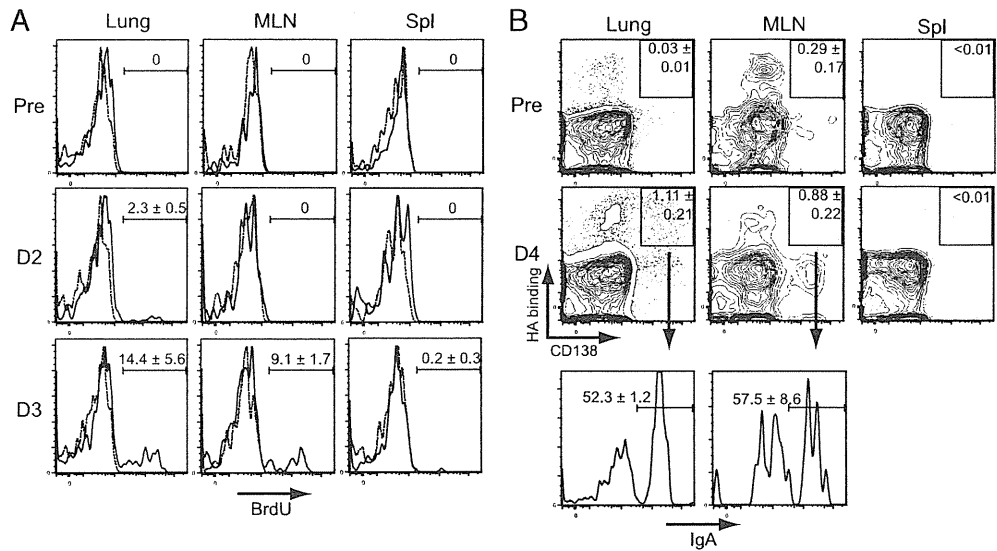 A
Lung MLN Spl
Pre
0 0 0
D2
2.3 ± 0.5 0 0
D3
14.4 ± 5.6 9.1 ± 1.7 0.2 ± 0.3
BrdU
B
Lung MLN Spl
Pre
0.03 ± 0.01
0.29 ± 0.17
<0.01
D4
1.11 ± 0.21
0.88 ± 0.22
<0.01
HA binding
CD138
52.3 ± 1.2 57.5 ± 8.6
IgA